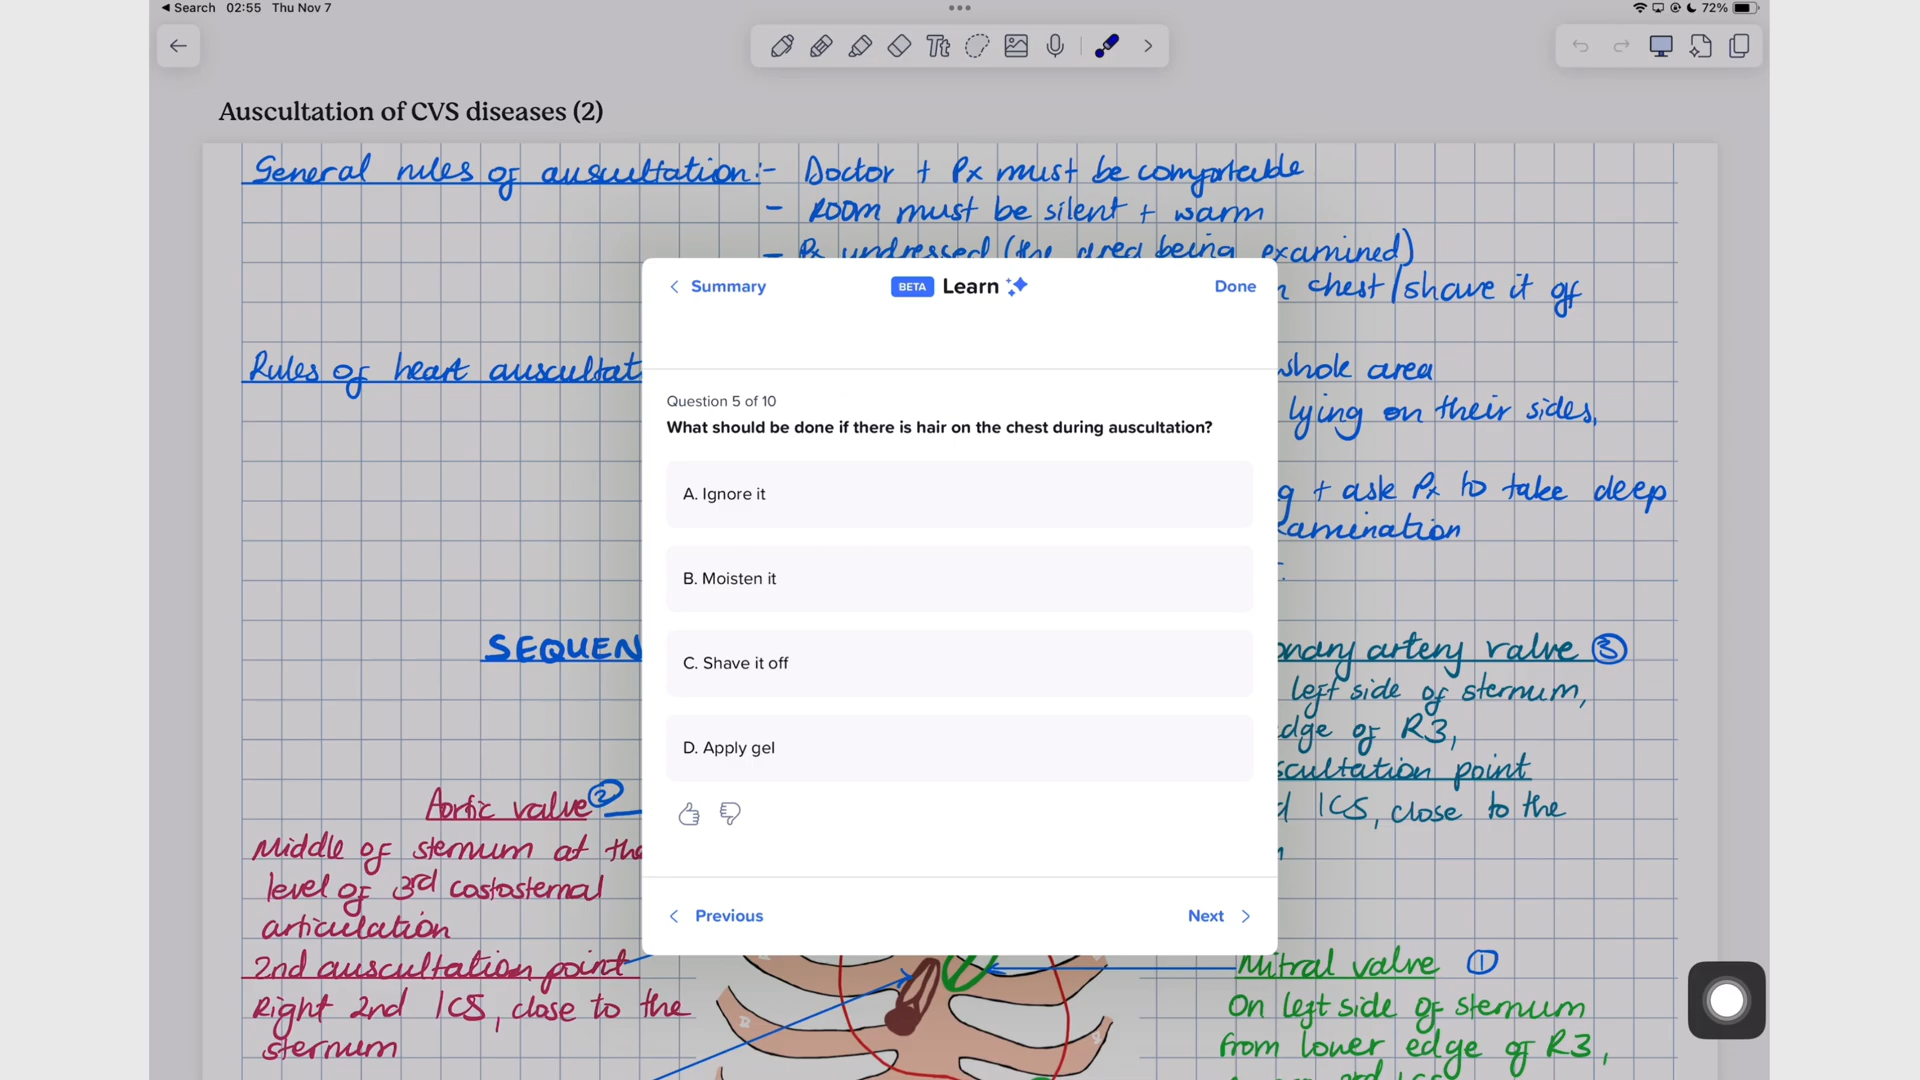 Search 02:55 Thu Nov 7
72%
Auscultation of CVS diseases (2)
General rules of auscultation:- Doctor + Px must be comfortable
- Room must be silent + warm
- Px undressed (the area being examined)
chest/shave it off
Rules of heart auscultat
whole area
lying on their sides,
+ ask Px to take deep
amination
SEQUEN
artery valve ③
left side of sternum,
edge of R3,
scultation point
ICS, close to the
Aortic valve ②
Middle of sternum at the
level of 3rd costosternal
articulation
2nd auscultation point
Right 2nd ICS, close to the
sternum
Mitral valve ①
On left side of sternum
from lower edge of R3,
Summary
BETA Learn
Done
Question 5 of 10
What should be done if there is hair on the chest during auscultation?
A. Ignore it
B. Moisten it
C. Shave it off
D. Apply gel
Previous
Next